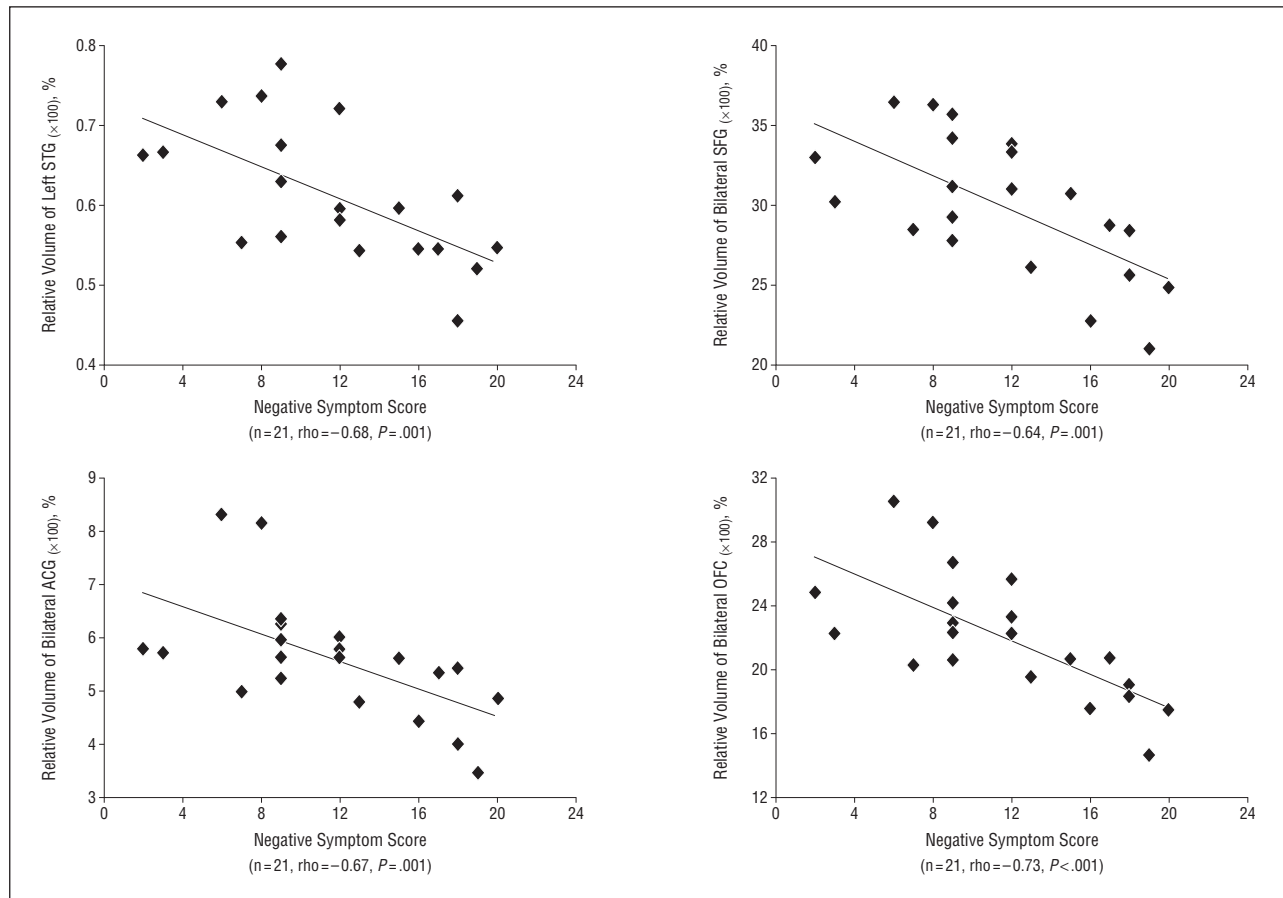 Relative Volume of Left STG (×100), %
0.8
0.7
0.6
0.5
0.4
0 4 8 12 16 20 24
Negative Symptom Score
(n=21, rho=−0.68, P=.001)
Relative Volume of Bilateral SFG (×100), %
40
35
30
25
20
0 4 8 12 16 20 24
Negative Symptom Score
(n=21, rho=−0.64, P=.001)
Relative Volume of Bilateral ACG (×100), %
9
8
7
6
5
4
3
0 4 8 12 16 20 24
Negative Symptom Score
(n=21, rho=−0.67, P=.001)
Relative Volume of Bilateral OFC (×100), %
32
28
24
20
16
12
0 4 8 12 16 20 24
Negative Symptom Score
(n=21, rho=−0.73, P<.001)